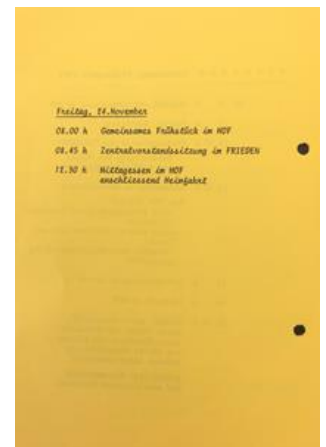 Freitag, 14.November
08.00 h Gemeinsames Frühstück im HOF
08.45 h Zentralvorstandssitzung im FRIEDEN
12.30 h Mittagessen im HOF
anschliessend Heimfahrt